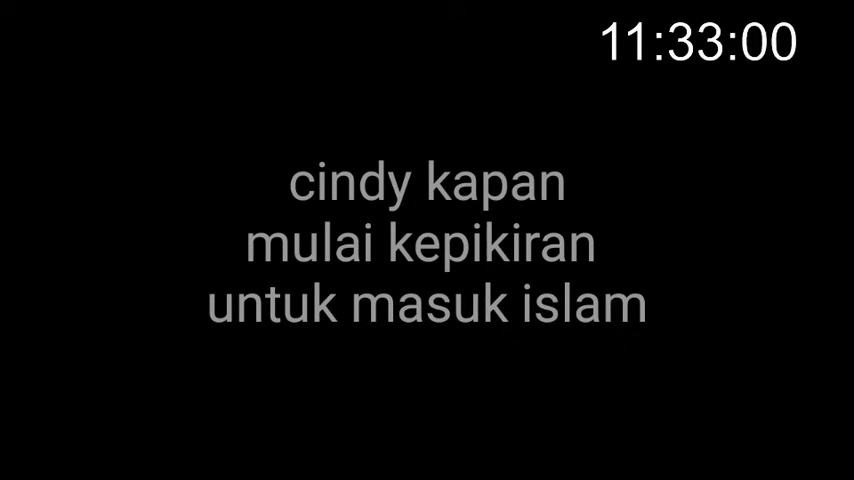 11:33:00
cindy kapan
mulai kepikiran
untuk masuk islam